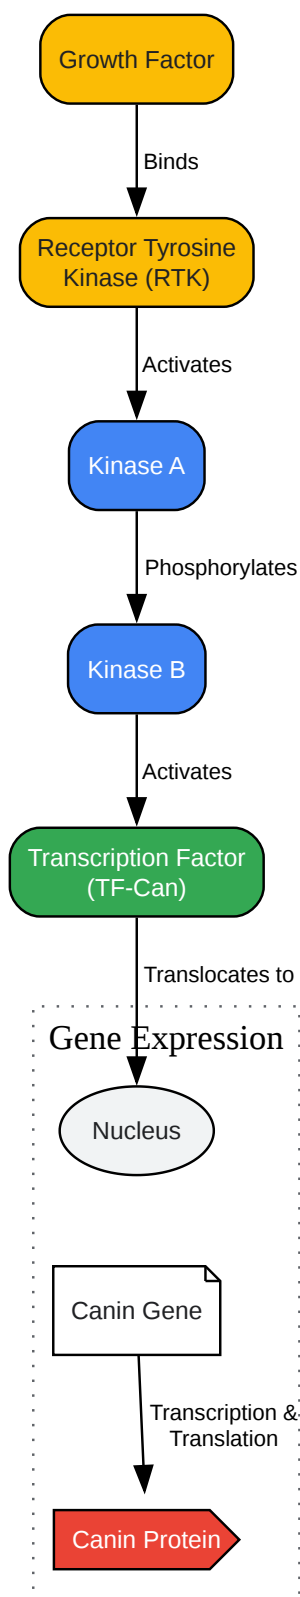 Growth Factor
Binds
Receptor Tyrosine
Kinase (RTK)
Activates
Kinase A
Phosphorylates
Kinase B
Activates
Transcription Factor
(TF-Can)
Translocates to
Gene Expression
Nucleus
Canin Gene
Transcription &
Translation
Canin Protein